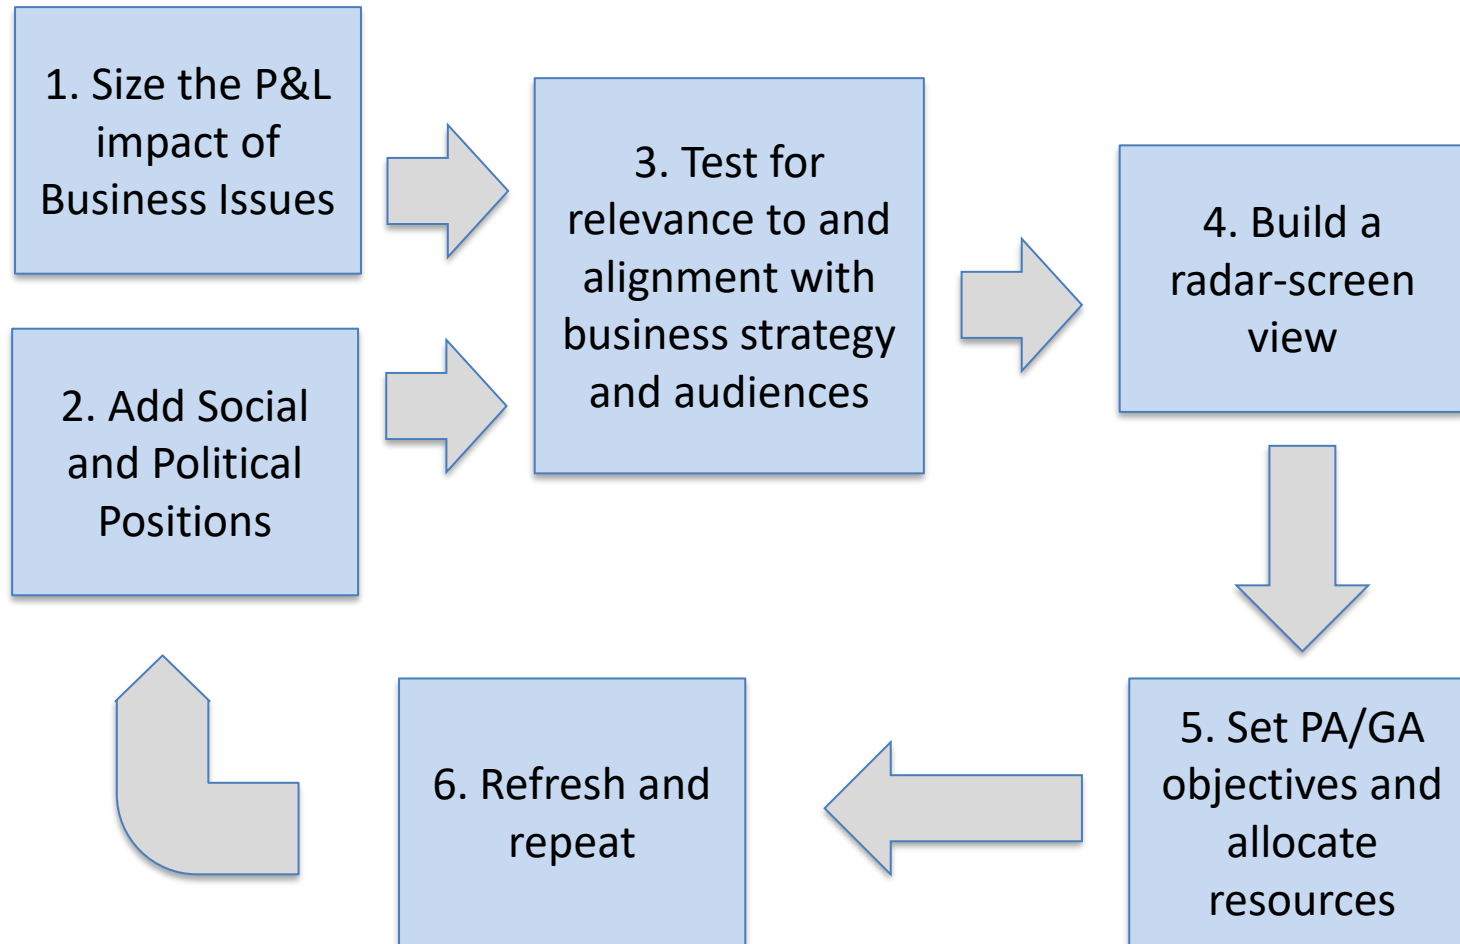 1. Size the P&L
impact of
Business Issues
2. Add Social
and Political
Positions
3. Test for
relevance to and
alignment with
business strategy
and audiences
4. Build a
radar-screen
view
5. Set PA/GA
objectives and
allocate
resources
6. Refresh and
repeat